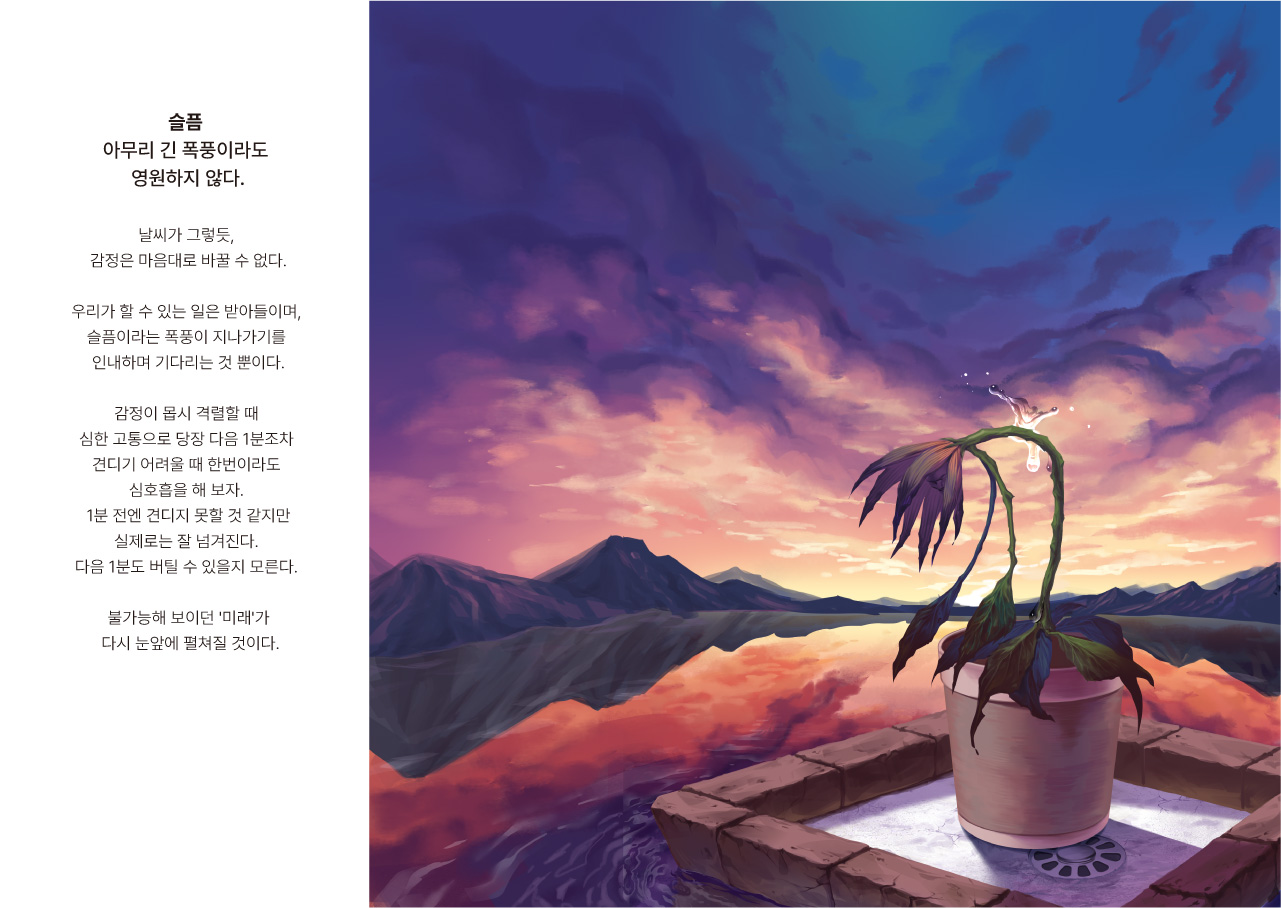 슬픔
아무리 긴 폭풍이라도
영원하지 않다.
날씨가 그렇듯,
감정은 마음대로 바꿀 수 없다.
우리가 할 수 있는 일은 받아들이며,
슬픔이라는 폭풍이 지나가기를
인내하며 기다리는 것 뿐이다.
감정이 몹시 격렬할 때
심한 고통으로 당장 다음 1분조차
견디기 어려울 때 한번이라도
심호흡을 해 보자.
1분 전엔 견디지 못할 것 같지만
실제로는 잘 넘겨진다.
다음 1분도 버틸 수 있을지 모른다.
불가능해 보이던 '미래'가
다시 눈앞에 펼쳐질 것이다.